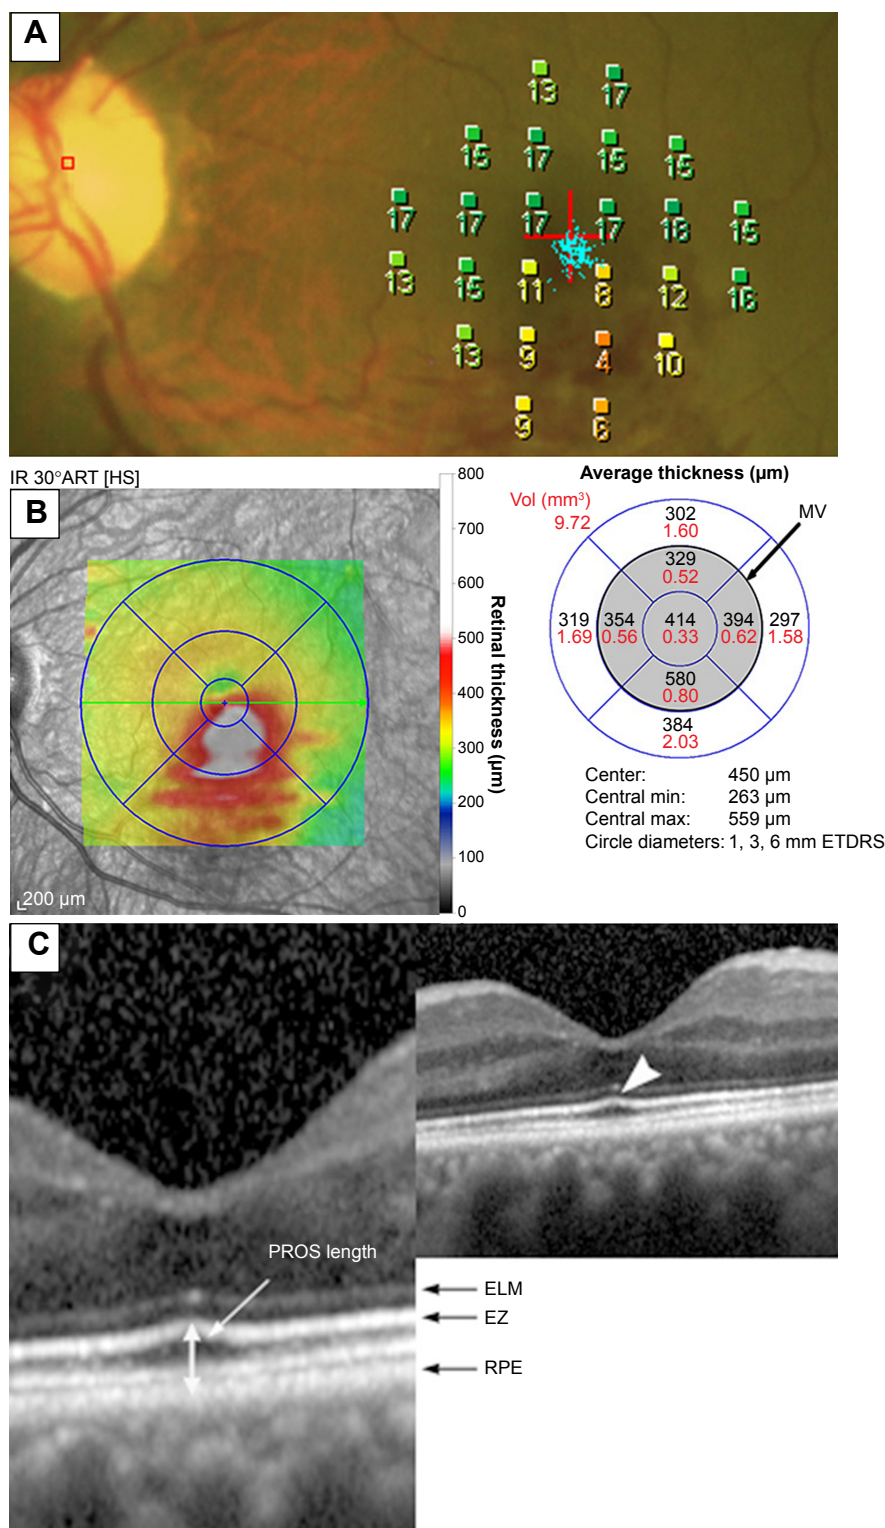 A
13 17
15 17 15 15
17 17 17 17 18 15
13 15 11 8 12 16
13 9 4 10
9 6
IR 30°ART [HS]
B
200 µm
800
700
600
500
400
300
200
100
0
Retinal thickness (µm)
Average thickness (µm)
Vol (mm³)
9.72
MV
302
1.60
329
0.52
319 354 414 394 297
1.69 0.56 0.33 0.62 1.58
580
0.80
384
2.03
Center: 450 µm
Central min: 263 µm
Central max: 559 µm
Circle diameters: 1, 3, 6 mm ETDRS
C
PROS length
ELM
EZ
RPE